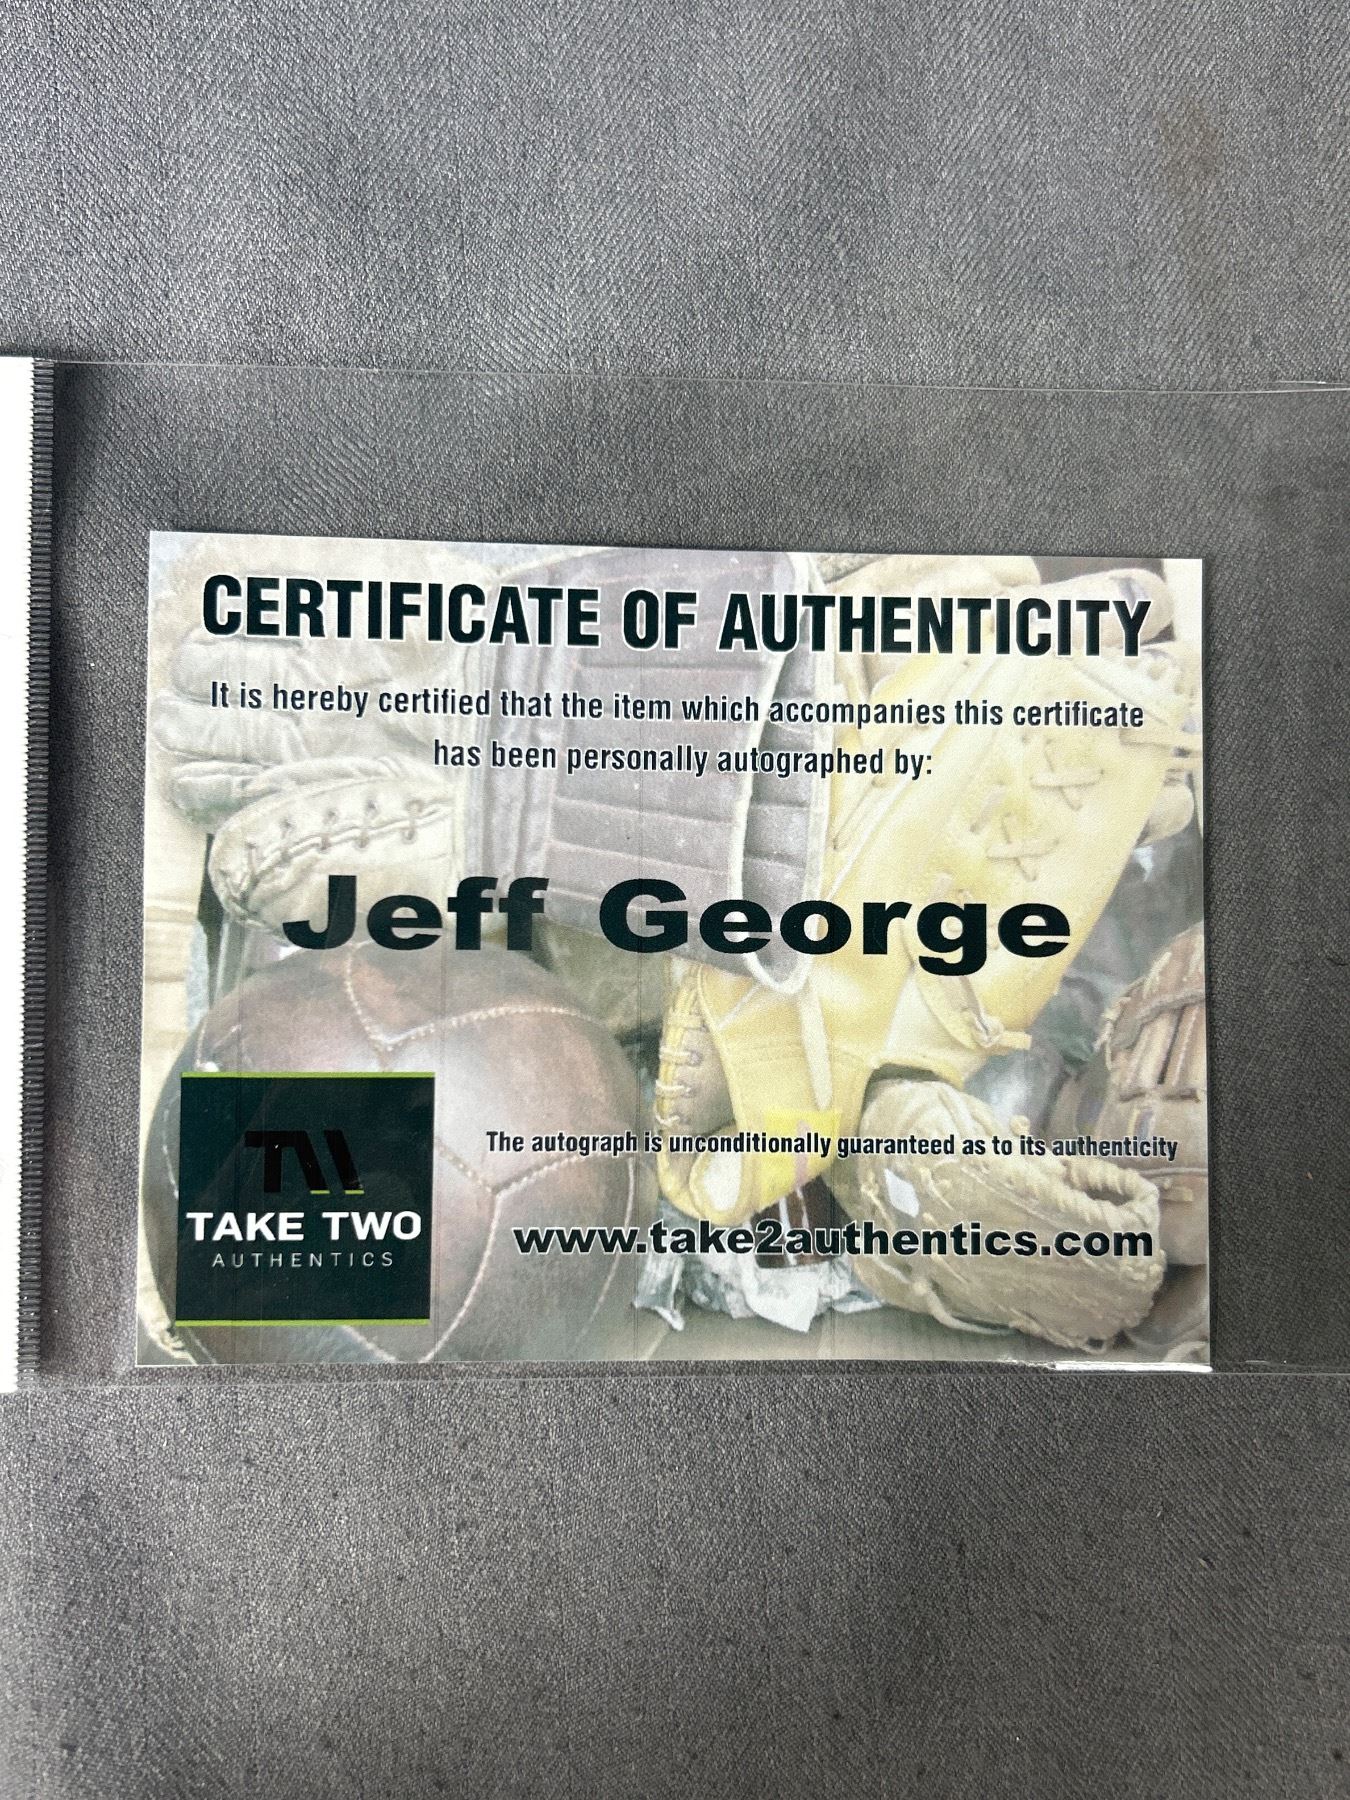 CERTIFICATE OF AUTHENTICITY
It is hereby certified that the item which accompanies this certificate
has been personally autographed by:
Jeff George
The autograph is unconditionally guaranteed as to its authenticity
TAKE TWO
AUTHENTICS
www.take2authentics.com